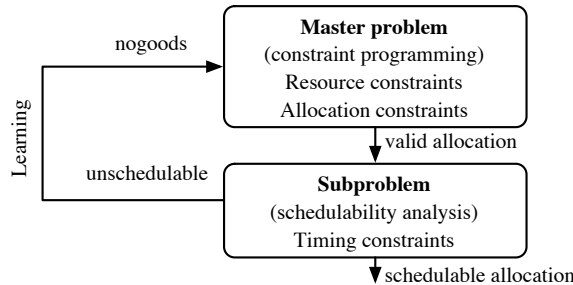 Master problem
(constraint programming)
Resource constraints
Allocation constraints
nogoods
Learning
valid allocation
unschedulable
Subproblem
(schedulability analysis)
Timing constraints
schedulable allocation